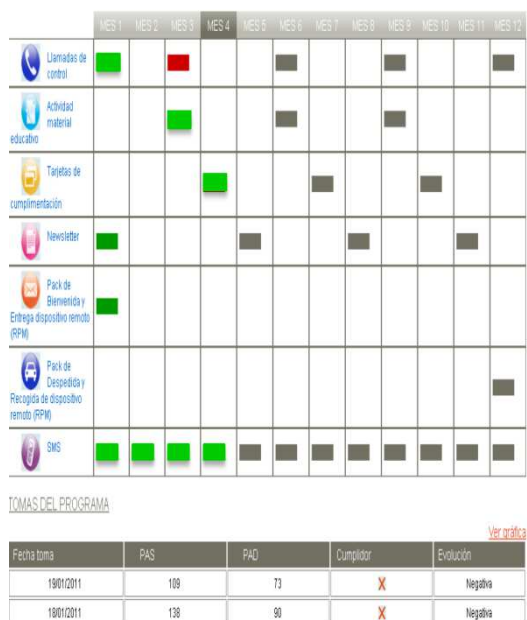 MES 1 MES 2 MES 3 MES 4 MES 5 MES 6 MES 7 MES 8 MES 9 MES 10 MES 11 MES 12
Llamadas de
control
Actividad
material
educativo
Tarjetas de
cumplimentación
Newsletter
Pack de
Bienvenida y
Entrega dispositivo remoto
(RPM)
Pack de
Despedida y
Recogida de dispositivo
remoto (RPM)
SMS
TOMAS DEL PROGRAMA
Ver gráfica
Fecha toma PAS PAD Cumplidor Evolución
19/01/2011 109 73 X Negativa
18/01/2011 138 90 X Negativa